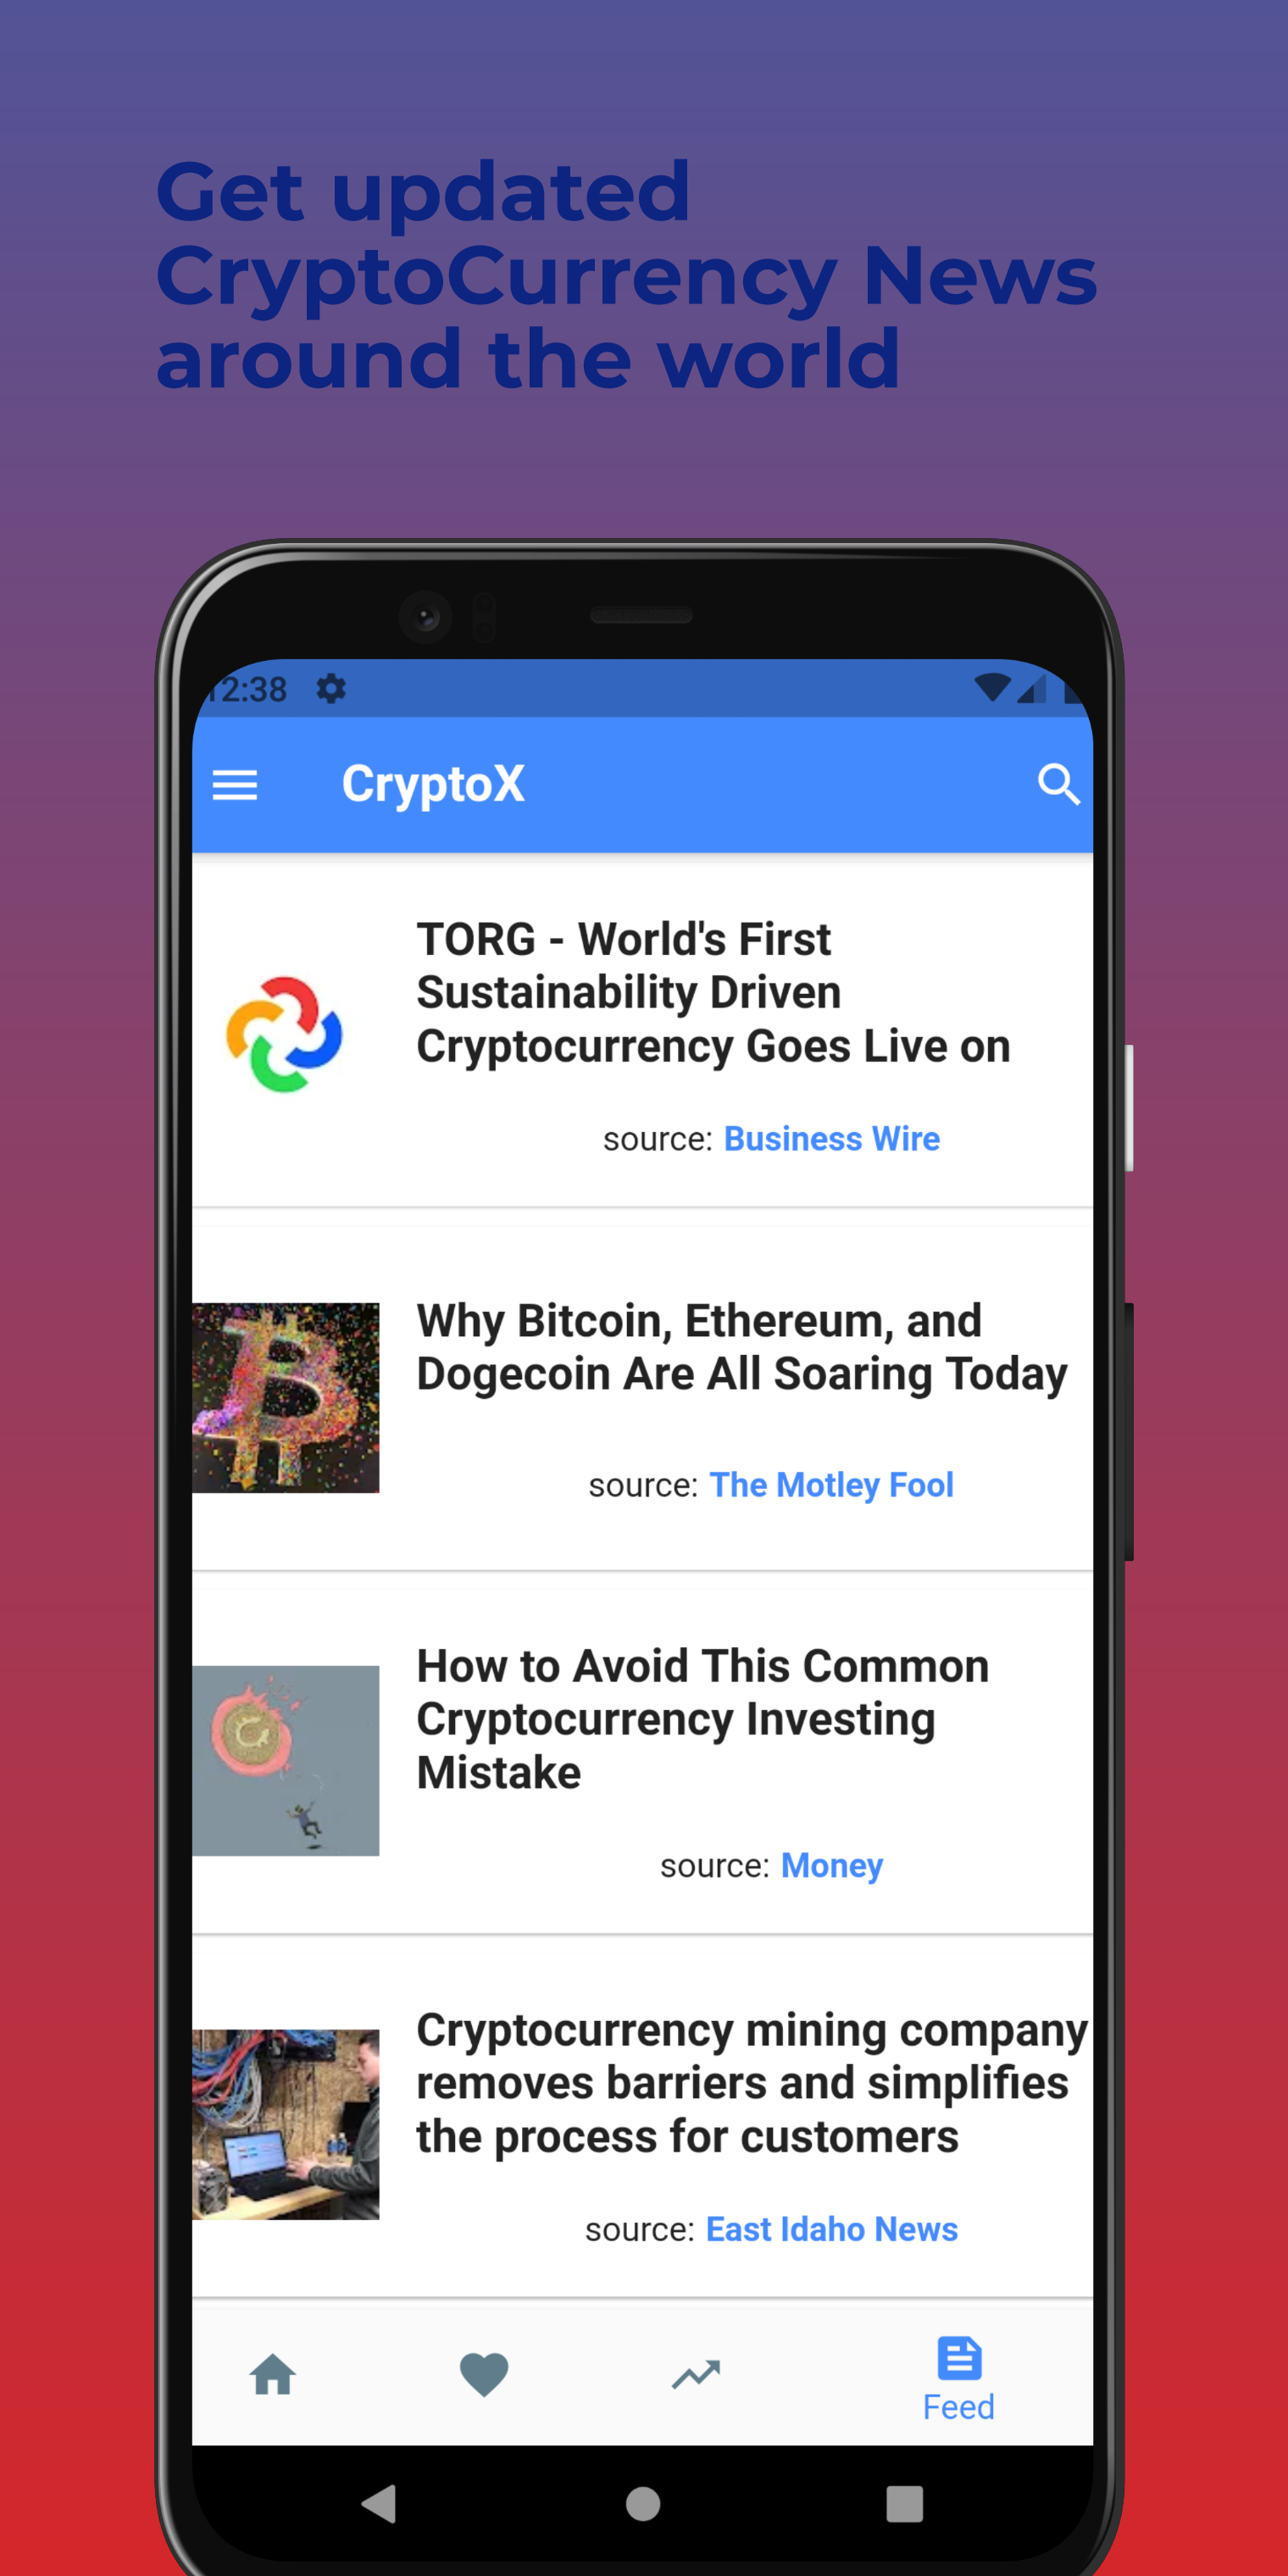 Get updated
CryptoCurrency News
around the world
12:38
CryptoX
TORG - World's First
Sustainability Driven
Cryptocurrency Goes Live on
source: Business Wire
Why Bitcoin, Ethereum, and
Dogecoin Are All Soaring Today
source: The Motley Fool
How to Avoid This Common
Cryptocurrency Investing
Mistake
source: Money
Cryptocurrency mining company
removes barriers and simplifies
the process for customers
source: East Idaho News
Feed